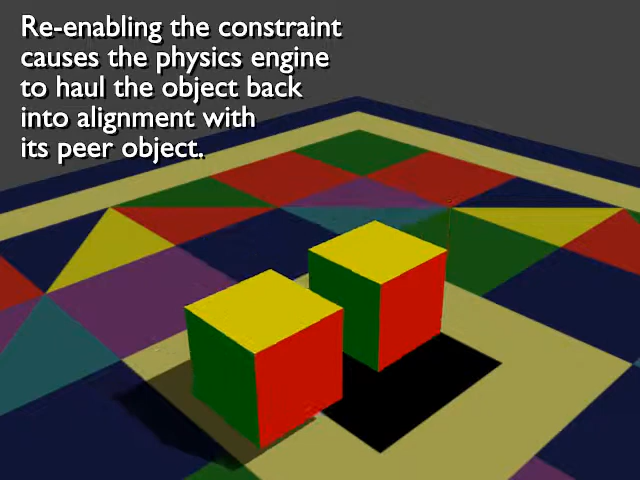 Re-enabling the constraint
causes the physics engine
to haul the object back
into alignment with
its peer object.